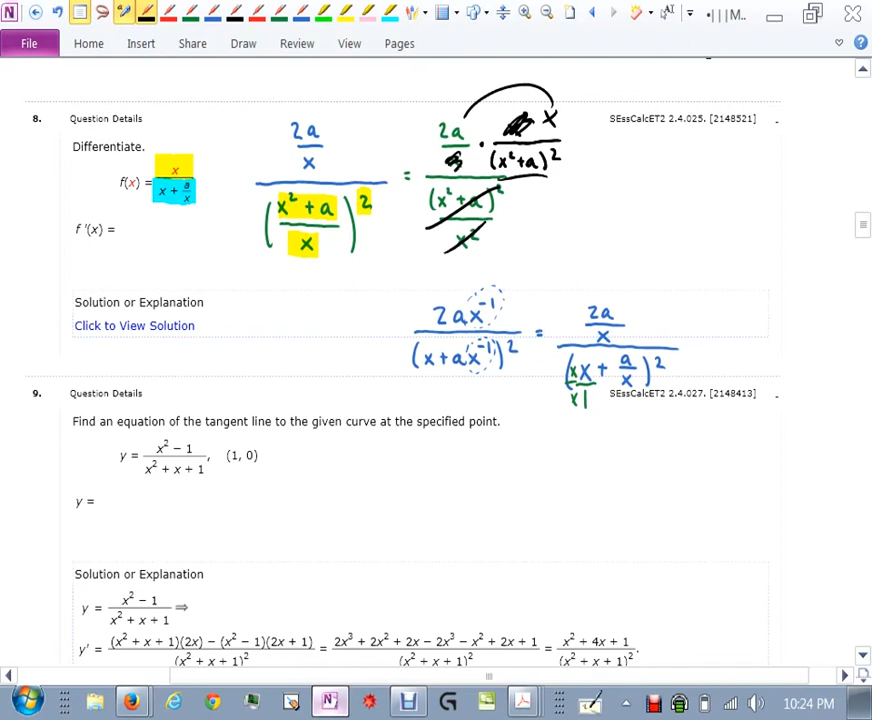 •|||M..
File Home Insert Share Draw Review View Pages
8. Question Details SEssCalcET2 2.4.025. [2148521]
Differentiate.
f(x) = x / (x + a/x)
f '(x) =
(2a/x) / ((x² + a)/x)² = (2a/x) · x/(x²+a)² / ((x² + a)²/x²)
Solution or Explanation
Click to View Solution
2ax⁻¹ / (x + ax⁻¹)² = (2a/x) / (x x/x 1 + a/x)²
9. Question Details SEssCalcET2 2.4.027. [2148413]
Find an equation of the tangent line to the given curve at the specified point.
y = (x² − 1)/(x² + x + 1), (1, 0)
y =
Solution or Explanation
y = (x² − 1)/(x² + x + 1) ⇒
y' = ((x² + x + 1)(2x) − (x² − 1)(2x + 1))/(x² + x + 1)² = (2x³ + 2x² + 2x − 2x³ − x² + 2x + 1)/(x² + x + 1)² = (x² + 4x + 1)/(x² + x + 1)².
10:24 PM